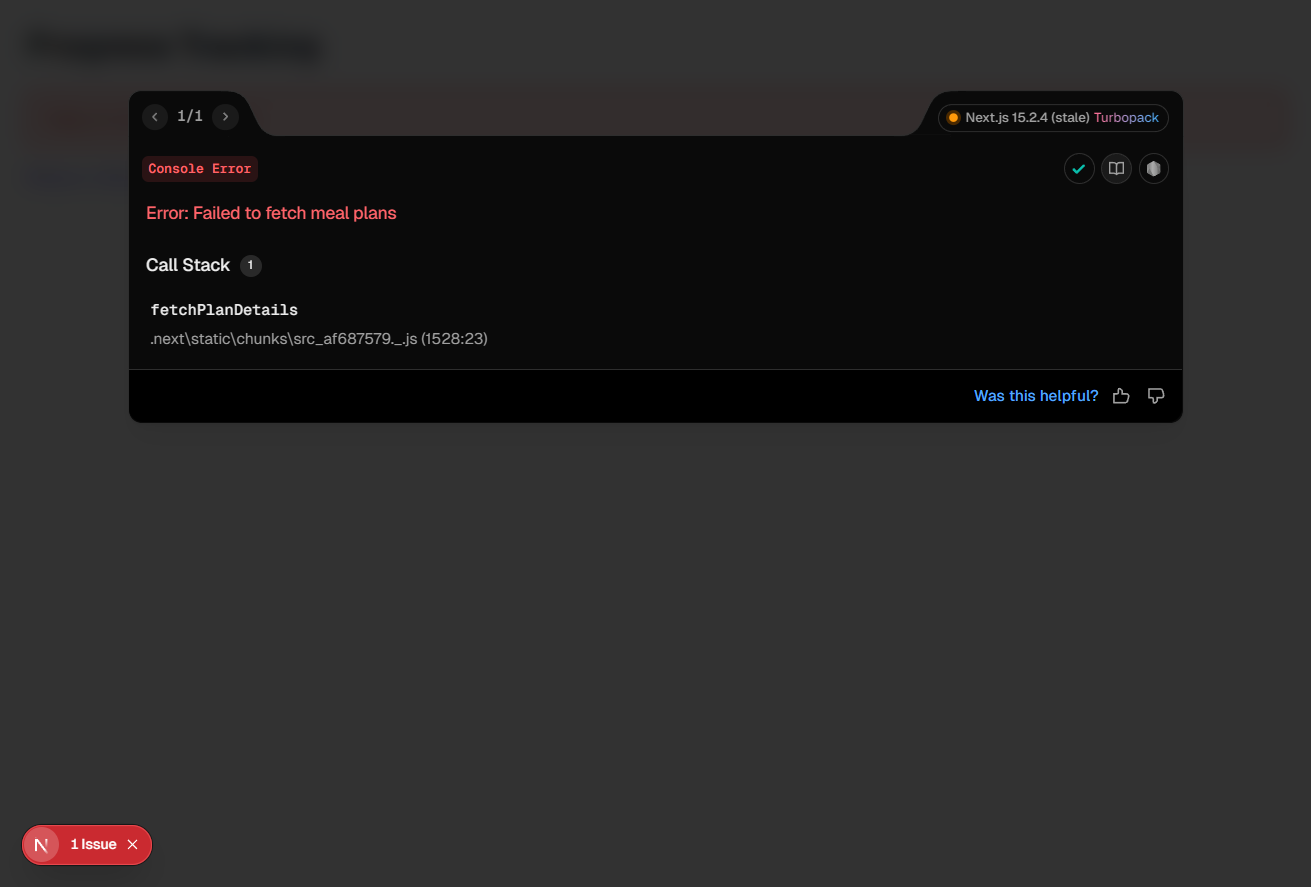 1/1
Next.js 15.2.4 (stale) Turbopack
Console Error
Error: Failed to fetch meal plans
Call Stack 1
fetchPlanDetails
.next\static\chunks\src_af687579._.js (1528:23)
Was this helpful?
N 1 Issue